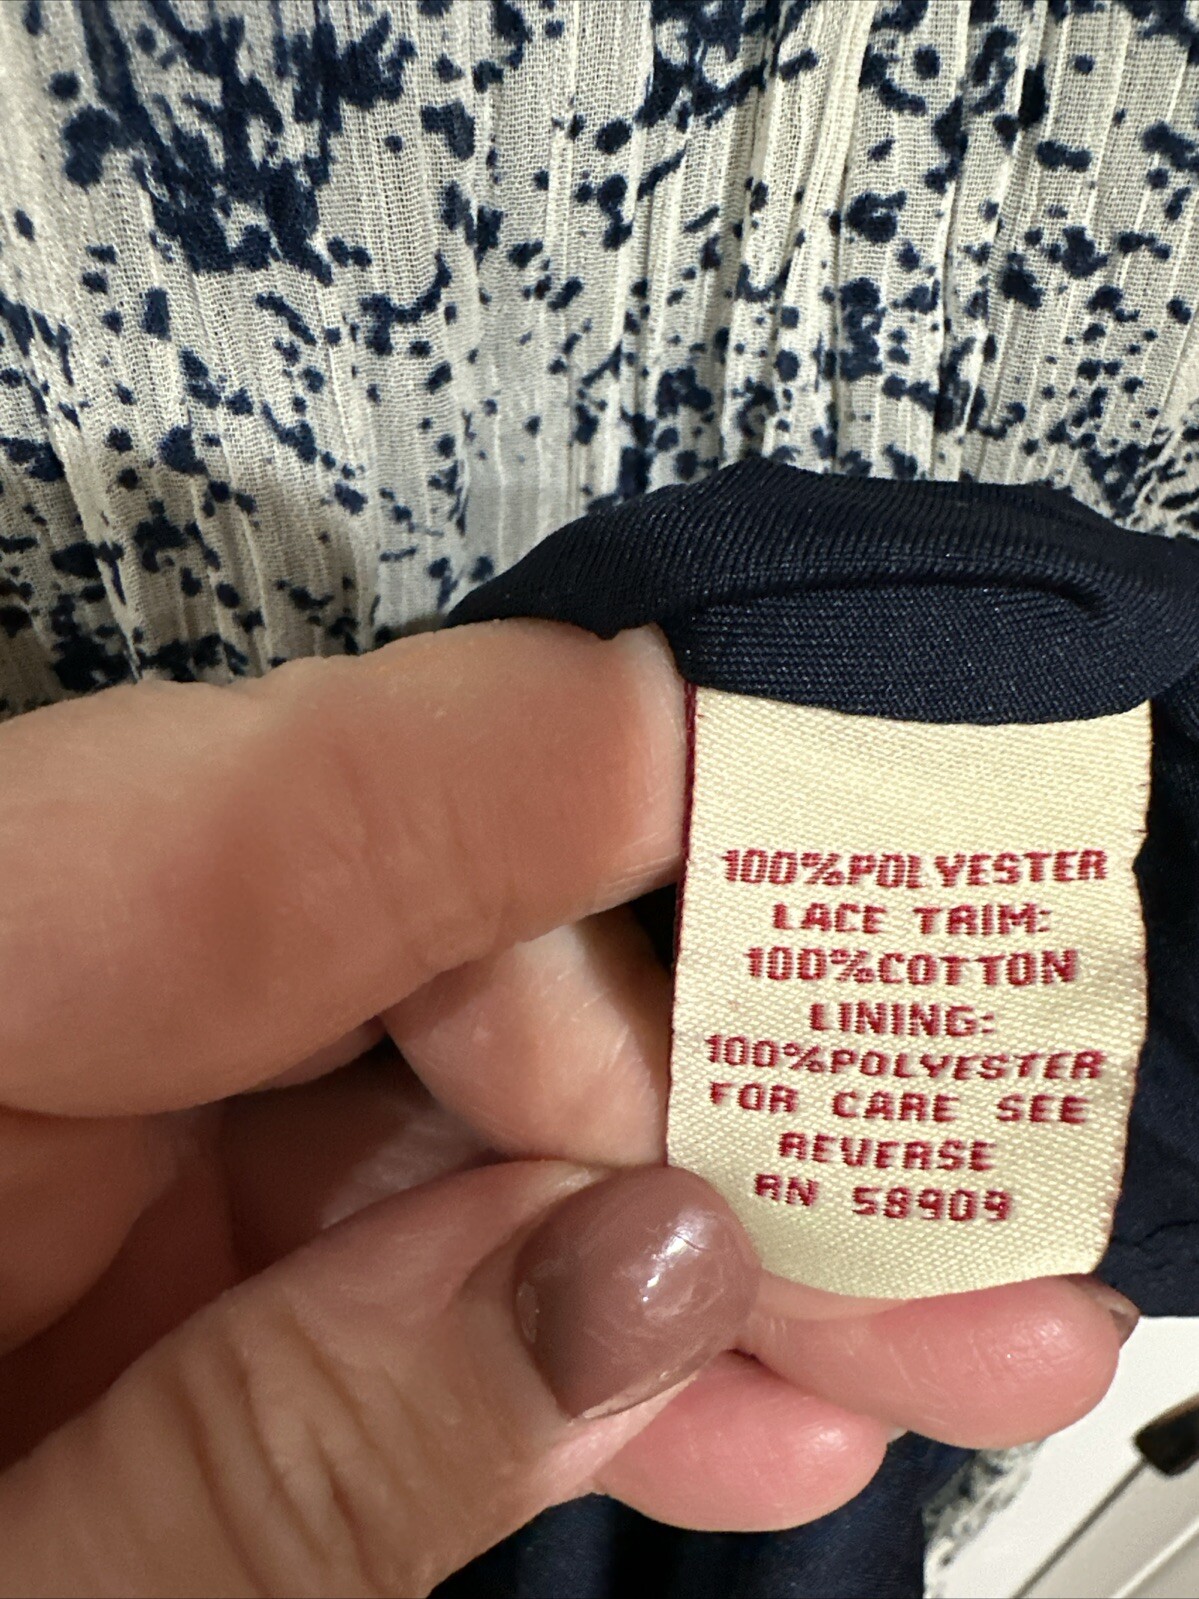 100%POLYESTER
LACE TRIM:
100%COTTON
LINING:
100%POLYESTER
FOR CARE SEE
REVERSE
RN 58909